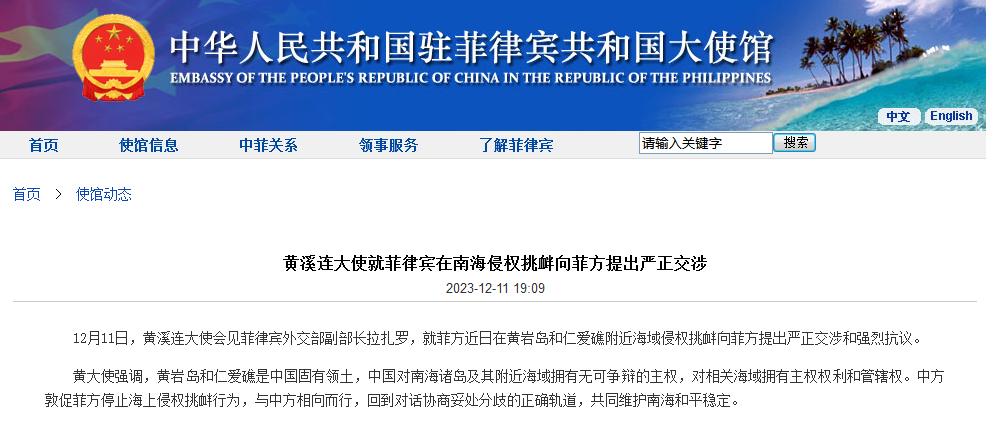 中华人民共和国驻菲律宾共和国大使馆
EMBASSY OF THE PEOPLE'S REPUBLIC OF CHINA IN THE REPUBLIC OF THE PHILIPPINES
中文 English
首页 使馆信息 中菲关系 领事服务 了解菲律宾 请输入关键字 搜索
首页 > 使馆动态
黄溪连大使就菲律宾在南海侵权挑衅向菲方提出严正交涉
2023-12-11 19:09
12月11日，黄溪连大使会见菲律宾外交部副部长拉扎罗，就菲方近日在黄岩岛和仁爱礁附近海域侵权挑衅向菲方提出严正交涉和强烈抗议。
黄大使强调，黄岩岛和仁爱礁是中国固有领土，中国对南海诸岛及其附近海域拥有无可争辩的主权，对相关海域拥有主权权利和管辖权。中方
敦促菲方停止海上侵权挑衅行为，与中方相向而行，回到对话协商妥处分歧的正确轨道，共同维护南海和平稳定。